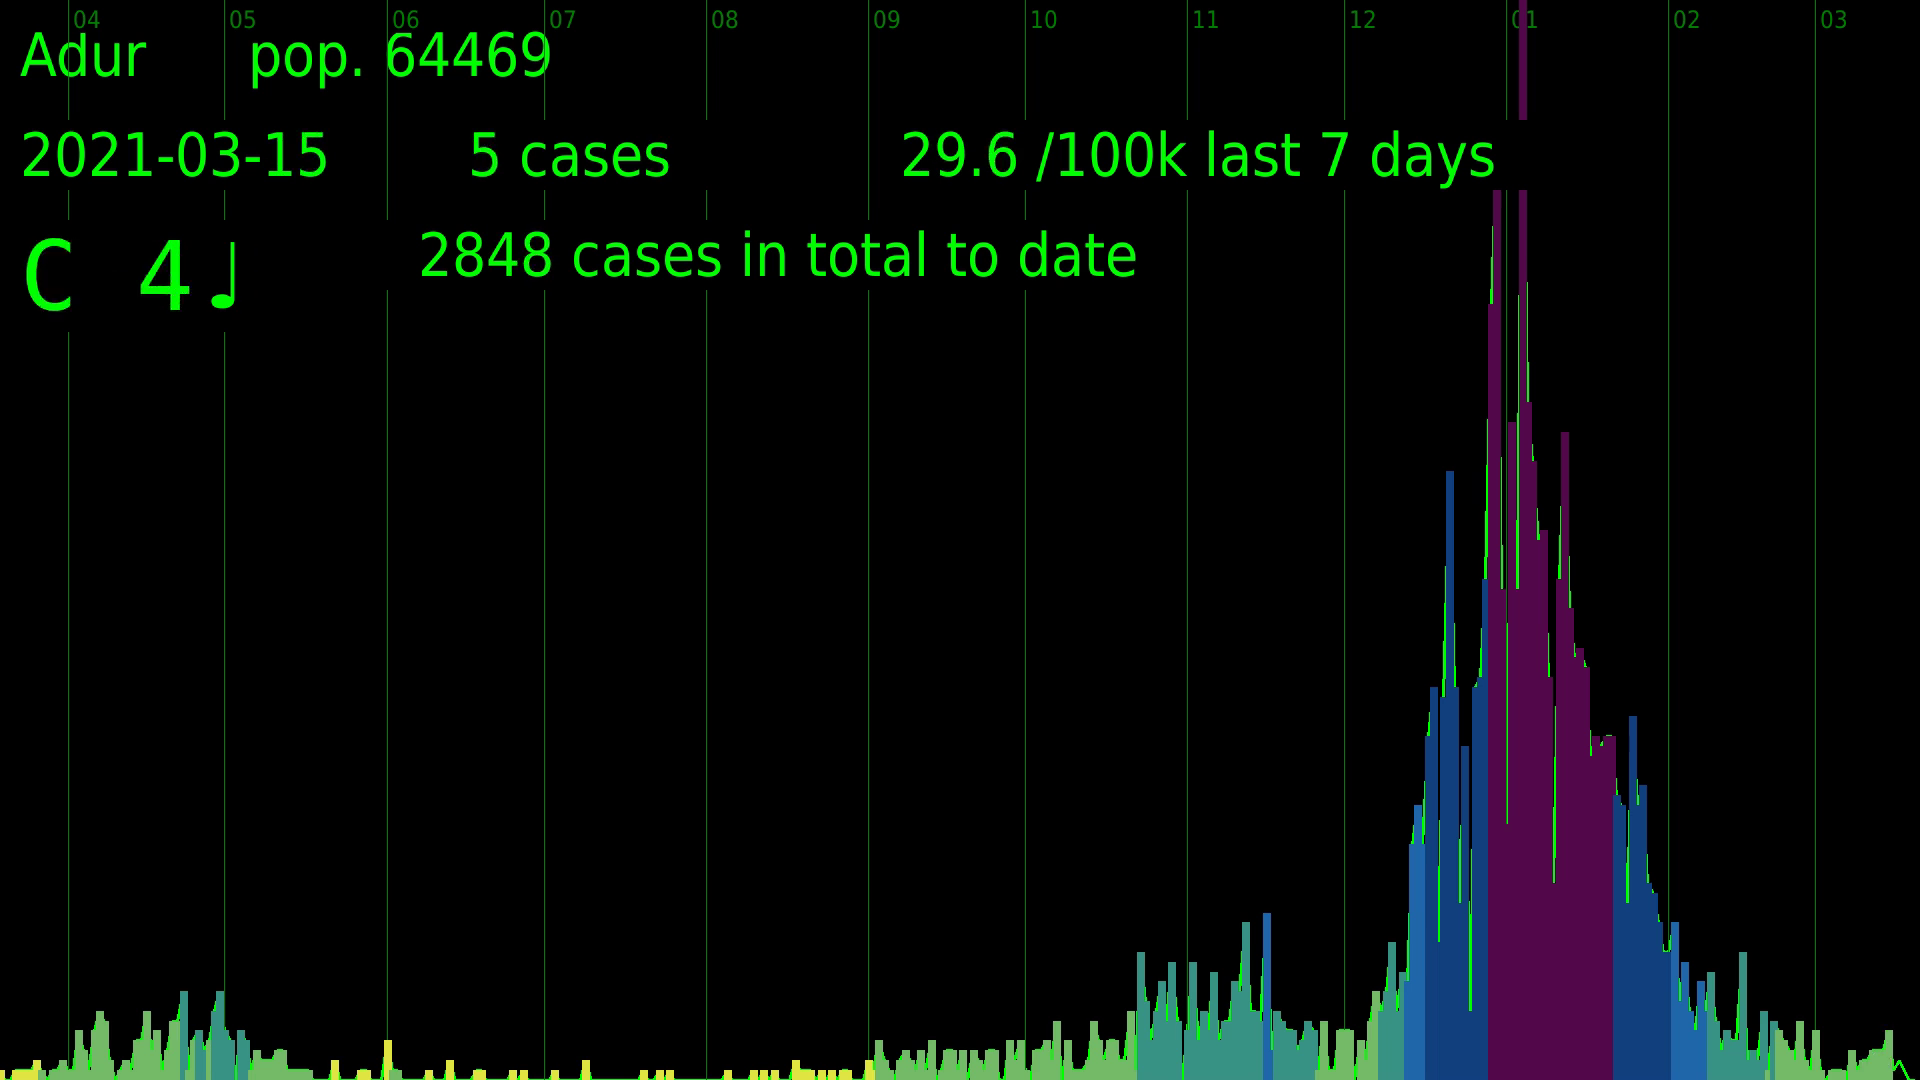 04 05 06 07 08 09 10 11 12 01 02 03
Adur pop. 64469
2021-03-15 5 cases 29.6 /100k last 7 days
C 4♩ 2848 cases in total to date